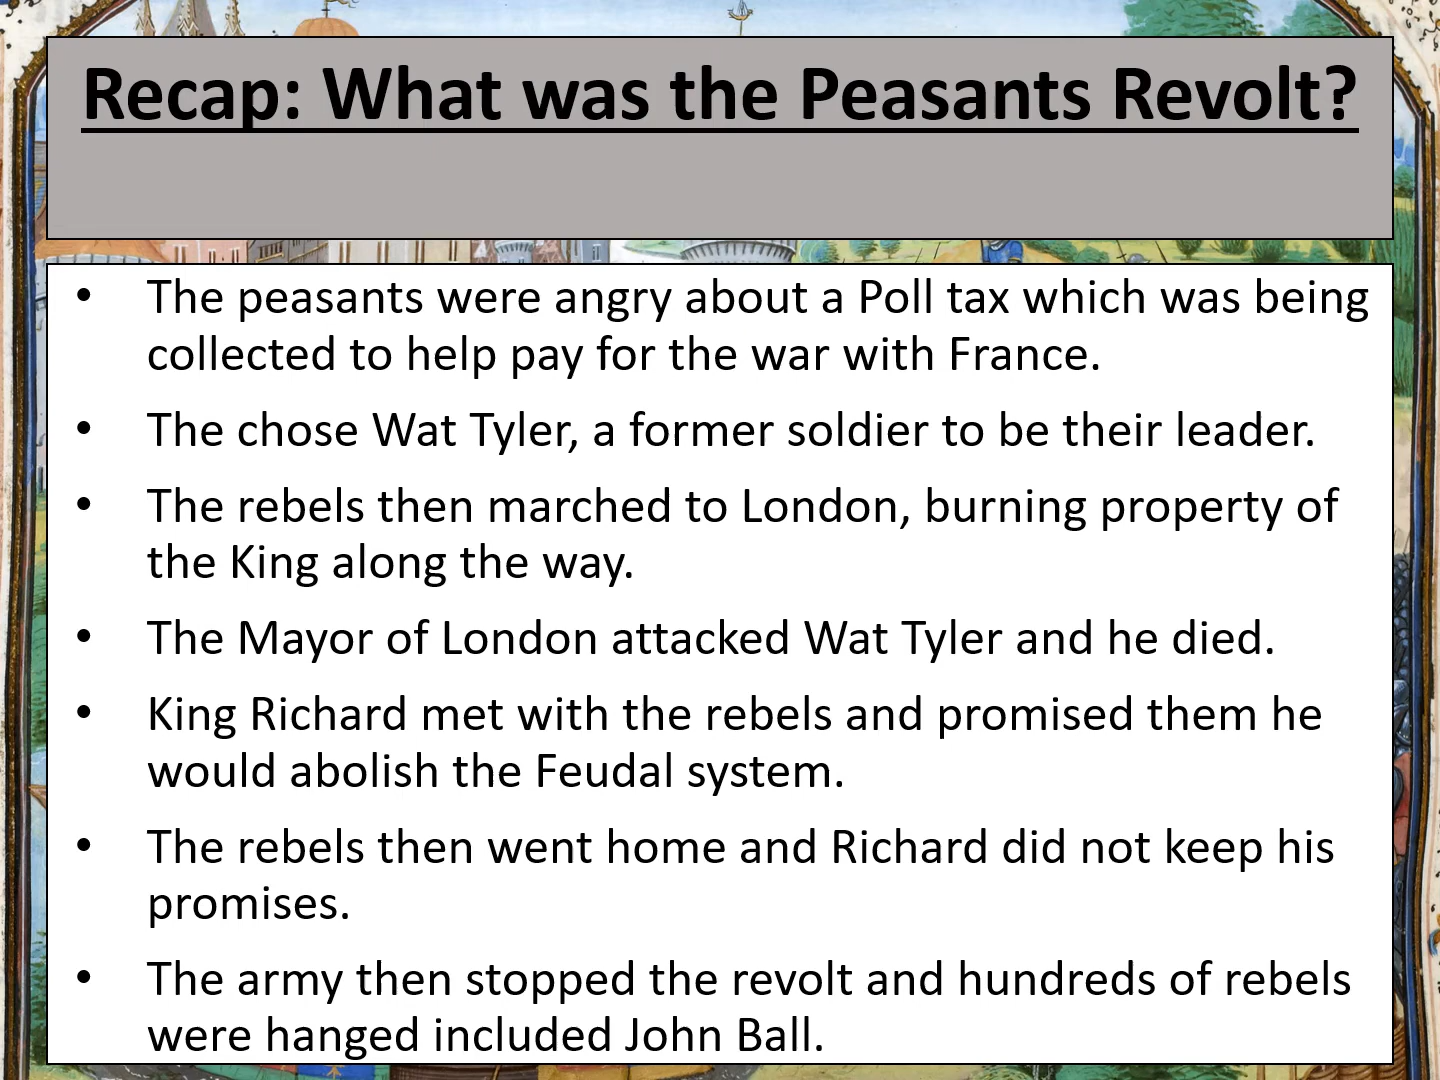 Recap: What was the Peasants Revolt?
• The peasants were angry about a Poll tax which was being
collected to help pay for the war with France.
• The chose Wat Tyler, a former soldier to be their leader.
• The rebels then marched to London, burning property of
the King along the way.
• The Mayor of London attacked Wat Tyler and he died.
• King Richard met with the rebels and promised them he
would abolish the Feudal system.
• The rebels then went home and Richard did not keep his
promises.
• The army then stopped the revolt and hundreds of rebels
were hanged included John Ball.